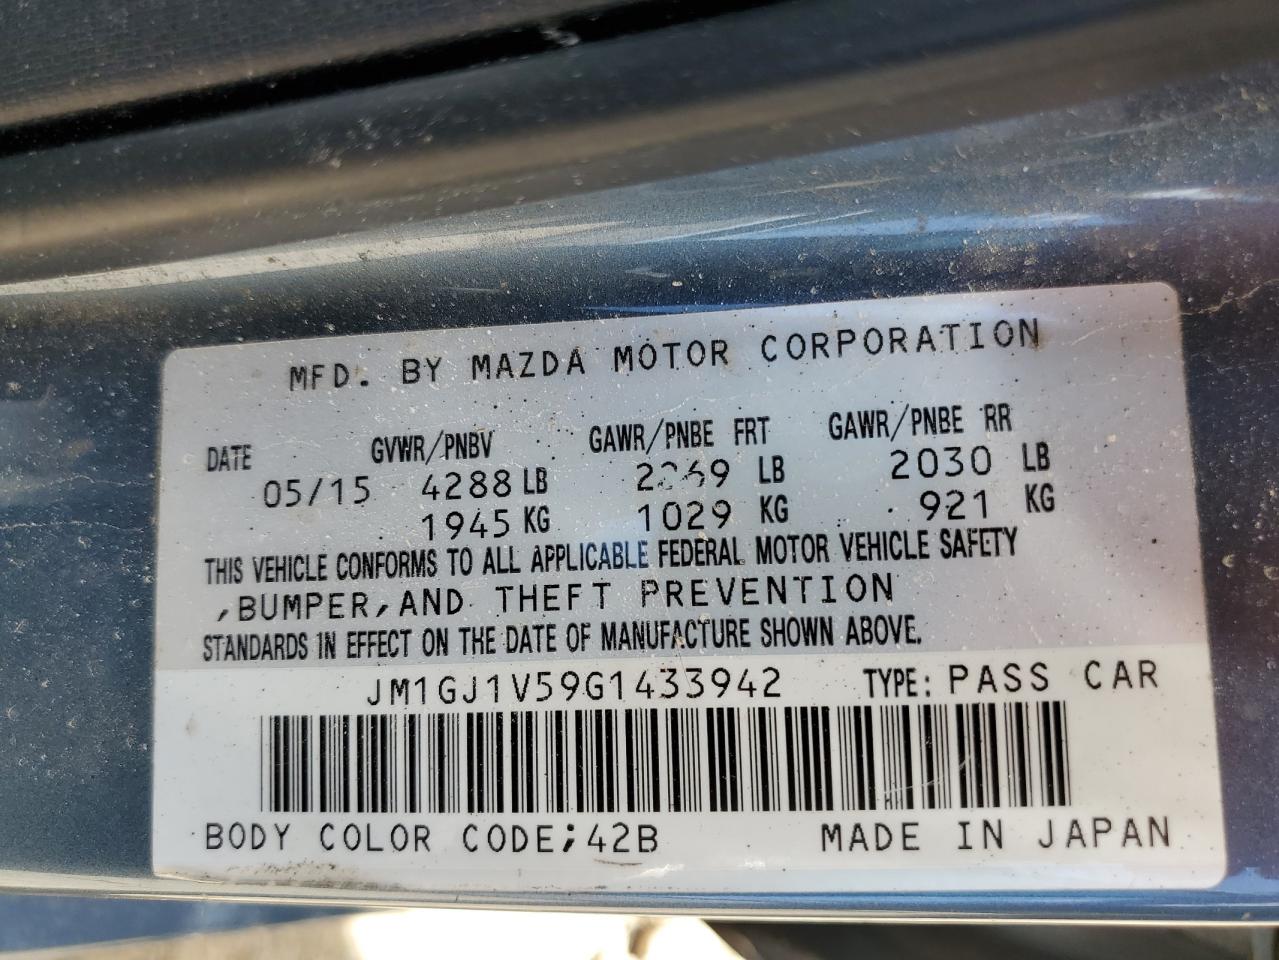 MFD. BY MAZDA MOTOR CORPORATION
DATE GVWR/PNBV GAWR/PNBE FRT GAWR/PNBE RR
05/15 4288 LB 2269 LB 2030 LB
1945 KG 1029 KG 921 KG
THIS VEHICLE CONFORMS TO ALL APPLICABLE FEDERAL MOTOR VEHICLE SAFETY
,BUMPER,AND THEFT PREVENTION
STANDARDS IN EFFECT ON THE DATE OF MANUFACTURE SHOWN ABOVE.
JM1GJ1V59G1433942 TYPE: PASS CAR
BODY COLOR CODE;42B MADE IN JAPAN